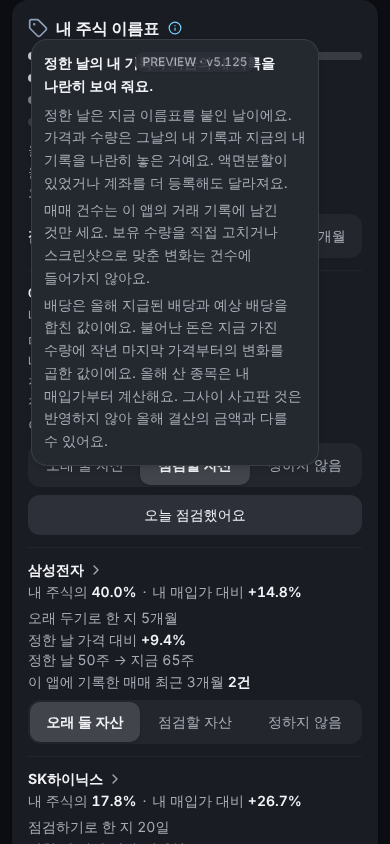 내 주식 이름표
정한 날의 내 기
PREVIEW · v5.125
록을
나란히 보여 줘요.
정한 날은 지금 이름표를 붙인 날이에요.
가격과 수량은 그날의 내 기록과 지금의 내
기록을 나란히 놓은 거예요. 액면분할이
있었거나 계좌를 더 등록해도 달라져요.
매매 건수는 이 앱의 거래 기록에 남긴
것만 세요. 보유 수량을 직접 고치거나
스크린샷으로 맞춘 변화는 건수에
들어가지 않아요.
개월
배당은 올해 지급된 배당과 예상 배당을
합친 값이에요. 불어난 돈은 지금 가진
수량에 작년 마지막 가격부터의 변화를
곱한 값이에요. 올해 산 종목은 내
매입가부터 계산해요. 그사이 사고판 것은
반영하지 않아 올해 결산의 금액과 다를
수 있어요.
오래 둘 자산 점검할 자산 정하지 않음
오늘 점검했어요
삼성전자
내 주식의 40.0% · 내 매입가 대비 +14.8%
오래 두기로 한 지 5개월
정한 날 가격 대비 +9.4%
정한 날 50주 → 지금 65주
이 앱에 기록한 매매 최근 3개월 2건
오래 둘 자산 점검할 자산 정하지 않음
SK하이닉스
내 주식의 17.8% · 내 매입가 대비 +26.7%
점검하기로 한 지 20일